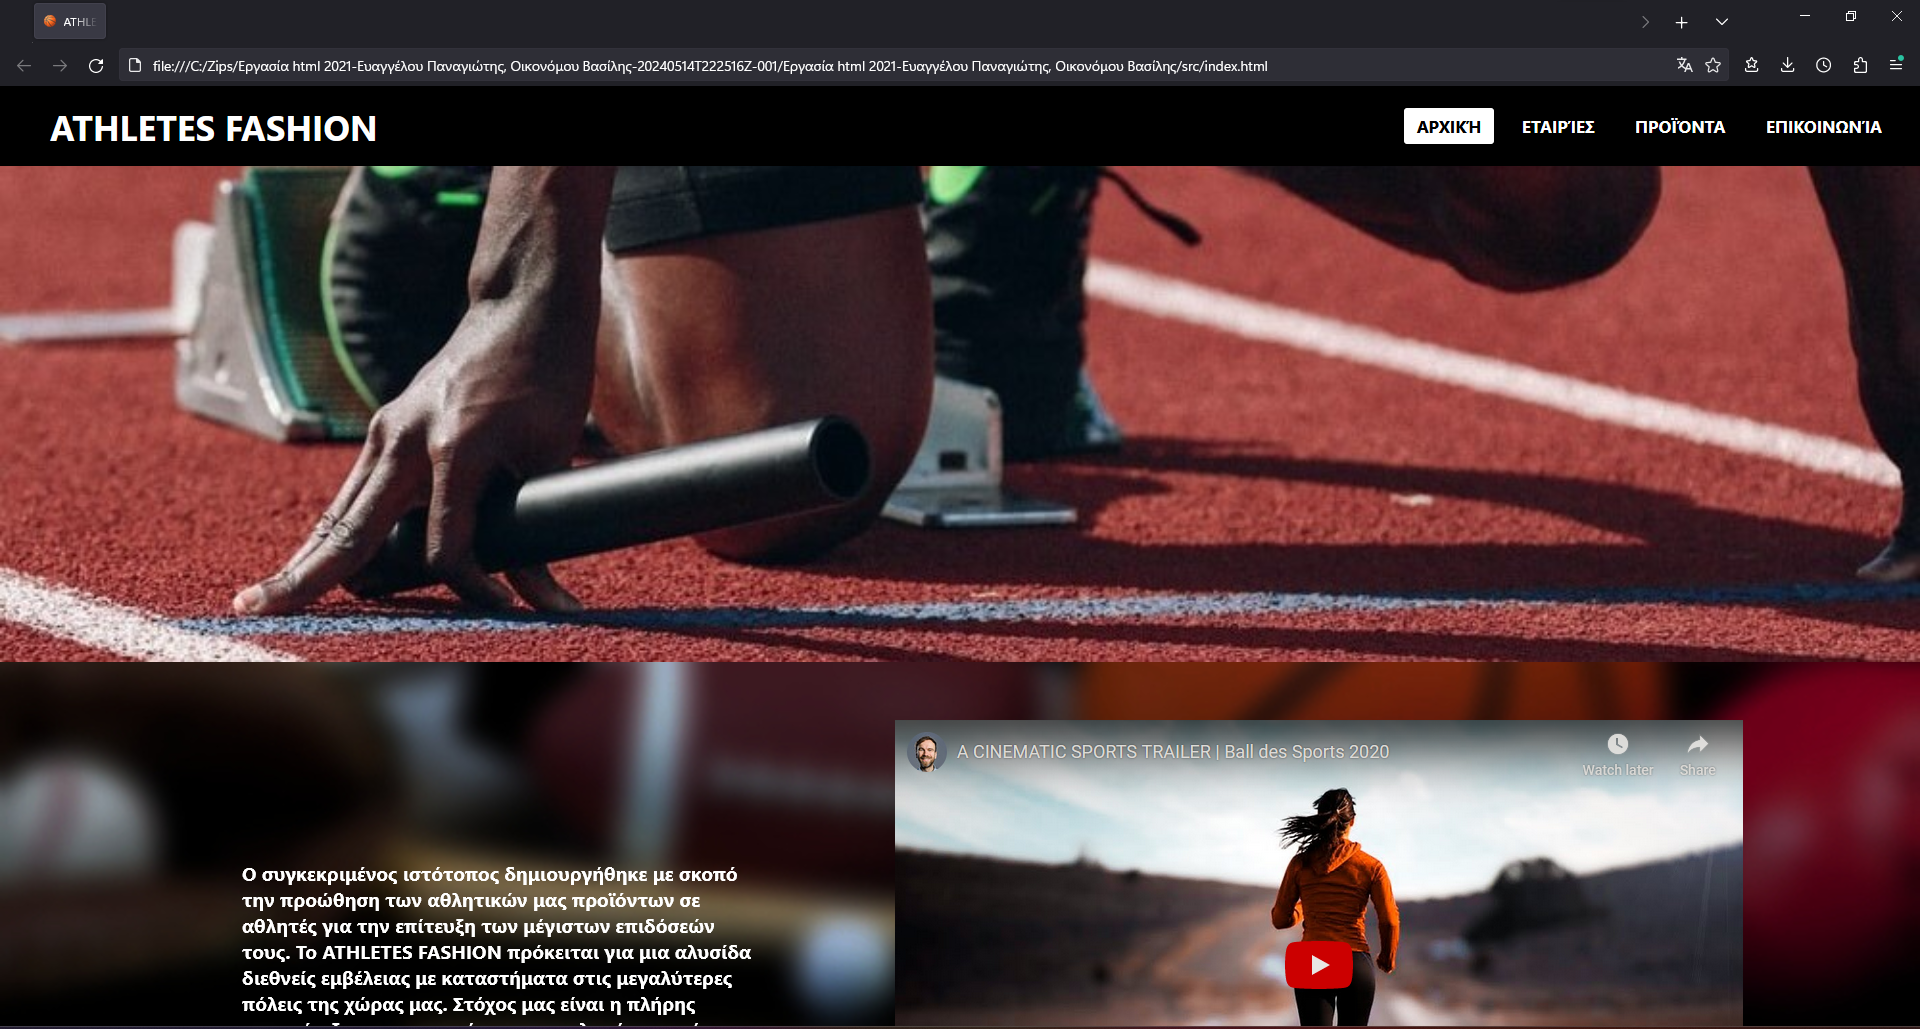 ATHLE
file:///C:/Zips/Εργασία html 2021-Ευαγγέλου Παναγιώτης, Οικονόμου Βασίλης-20240514T222516Z-001/Εργασία html 2021-Ευαγγέλου Παναγιώτης, Οικονόμου Βασίλης/src/index.html
ATHLETES FASHION
ΑΡΧΙΚΉ
ΕΤΑΙΡΊΕΣ
ΠΡΟΪΌΝΤΑ
ΕΠΙΚΟΙΝΩΝΊΑ
A CINEMATIC SPORTS TRAILER | Ball des Sports 2020
Watch later
Share
Ο συγκεκριμένος ιστότοπος δημιουργήθηκε με σκοπό
την προώθηση των αθλητικών μας προϊόντων σε
αθλητές για την επίτευξη των μέγιστων επιδόσεών
τους. Το ATHLETES FASHION πρόκειται για μια αλυσίδα
διεθνείς εμβέλειας με καταστήματα στις μεγαλύτερες
πόλεις της χώρας μας. Στόχος μας είναι η πλήρης